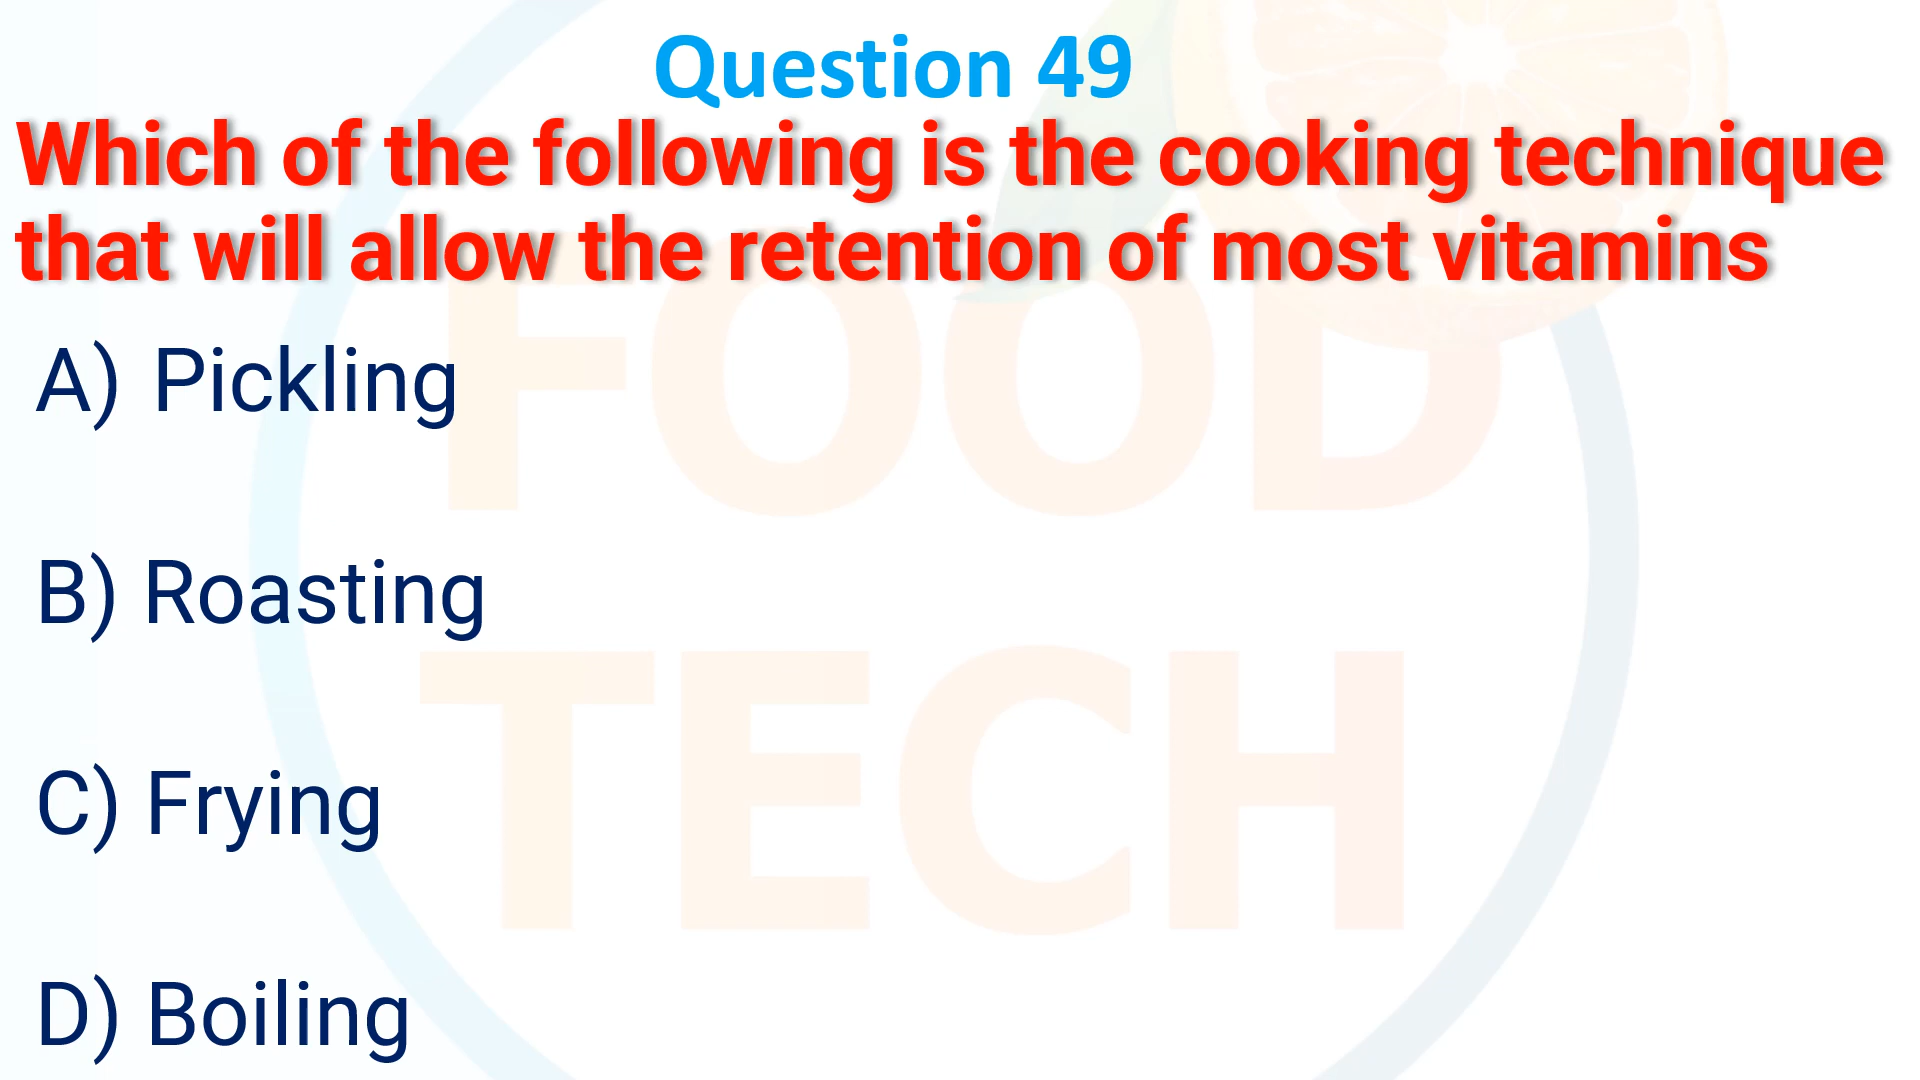 Question 49
Which of the following is the cooking technique
that will allow the retention of most vitamins
A) Pickling
B) Roasting
C) Frying
D) Boiling
FOOD
TECH